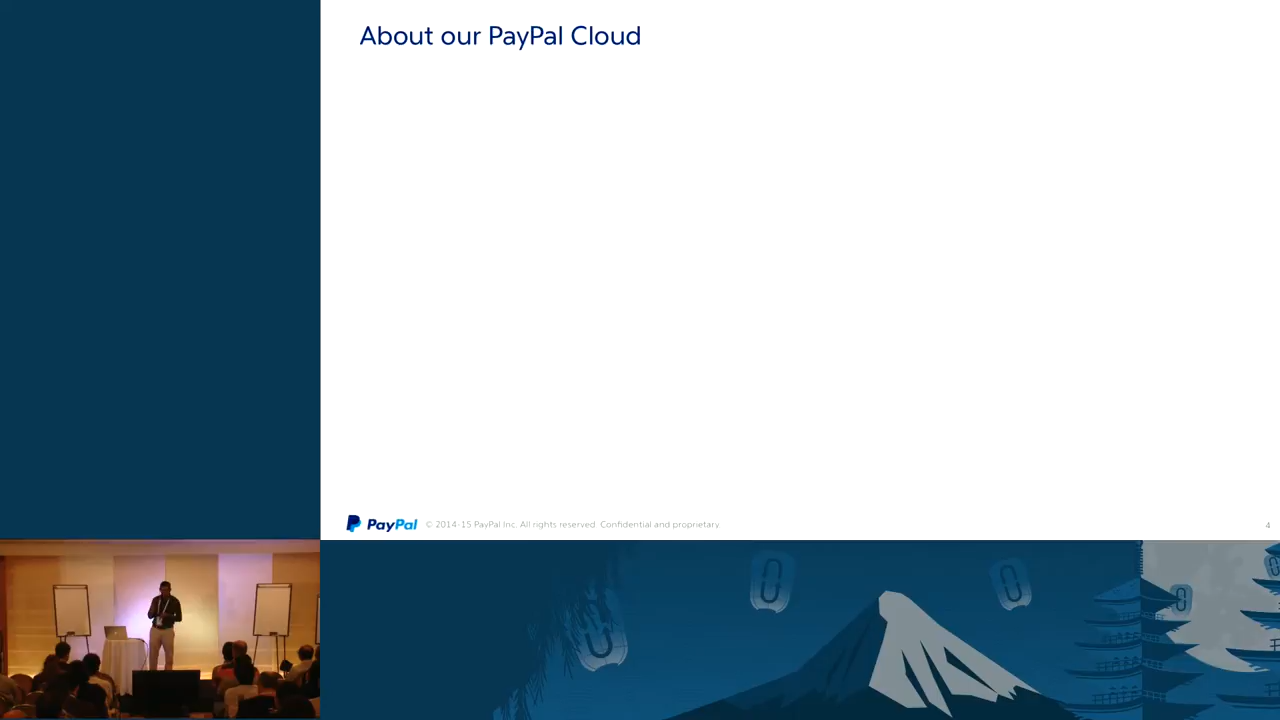 About our PayPal Cloud
PayPal © 2014-15 PayPal Inc. All rights reserved. Confidential and proprietary. 4